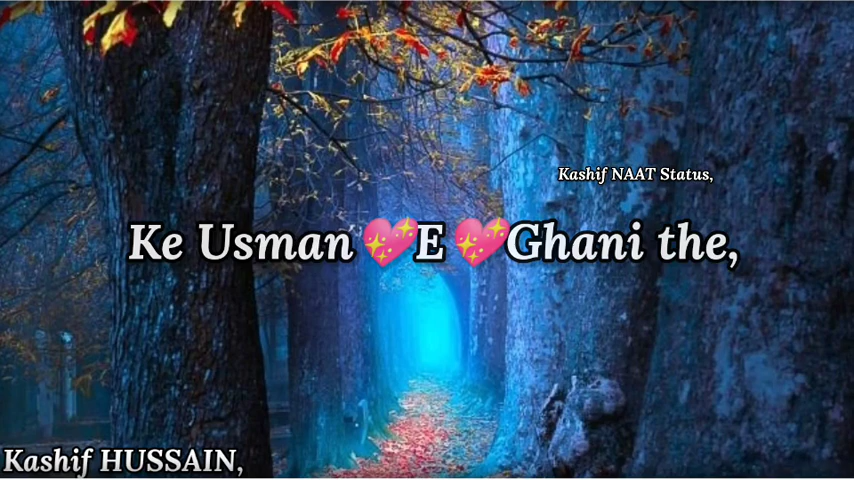 Kashif NAAT Status,
Ke Usman 💖E 💖Ghani the,
Kashif HUSSAIN,